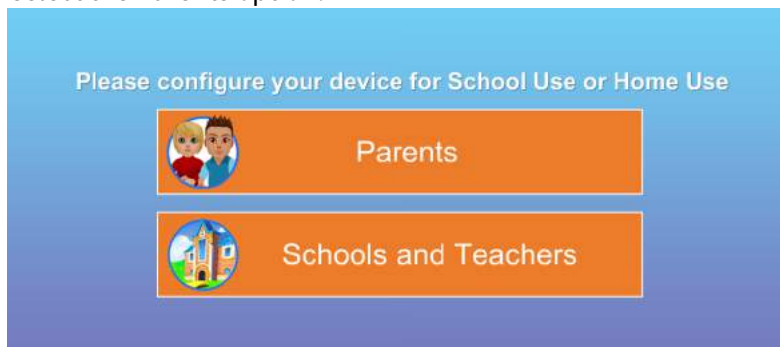 Please configure your device for School Use or Home Use
Parents
Schools and Teachers